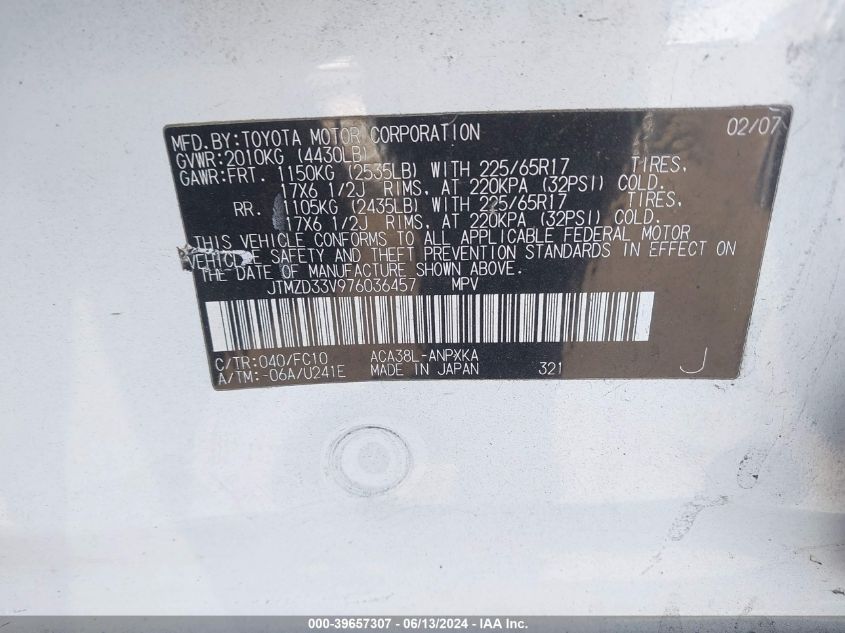 MFD.BY:TOYOTA MOTOR CORPORATION 02/07
GVWR:2010KG (4430LB)
GAWR:FRT. 1150KG (2535LB) WITH 225/65R17 TIRES,
17X6 1/2J RIMS, AT 220KPA (32PSI) COLD.
RR. 1105KG (2435LB) WITH 225/65R17 TIRES,
17X6 1/2J RIMS, AT 220KPA (32PSI) COLD.
THIS VEHICLE CONFORMS TO ALL APPLICABLE FEDERAL MOTOR
VEHICLE SAFETY AND THEFT PREVENTION STANDARDS IN EFFECT ON
THE DATE OF MANUFACTURE SHOWN ABOVE.
JTMZD33V976036457 MPV
C/TR:040/FC10 ACA38L-ANPXKA
A/TM:-06A/U241E MADE IN JAPAN 321 J
000-39657307 - 06/13/2024 - IAA Inc.